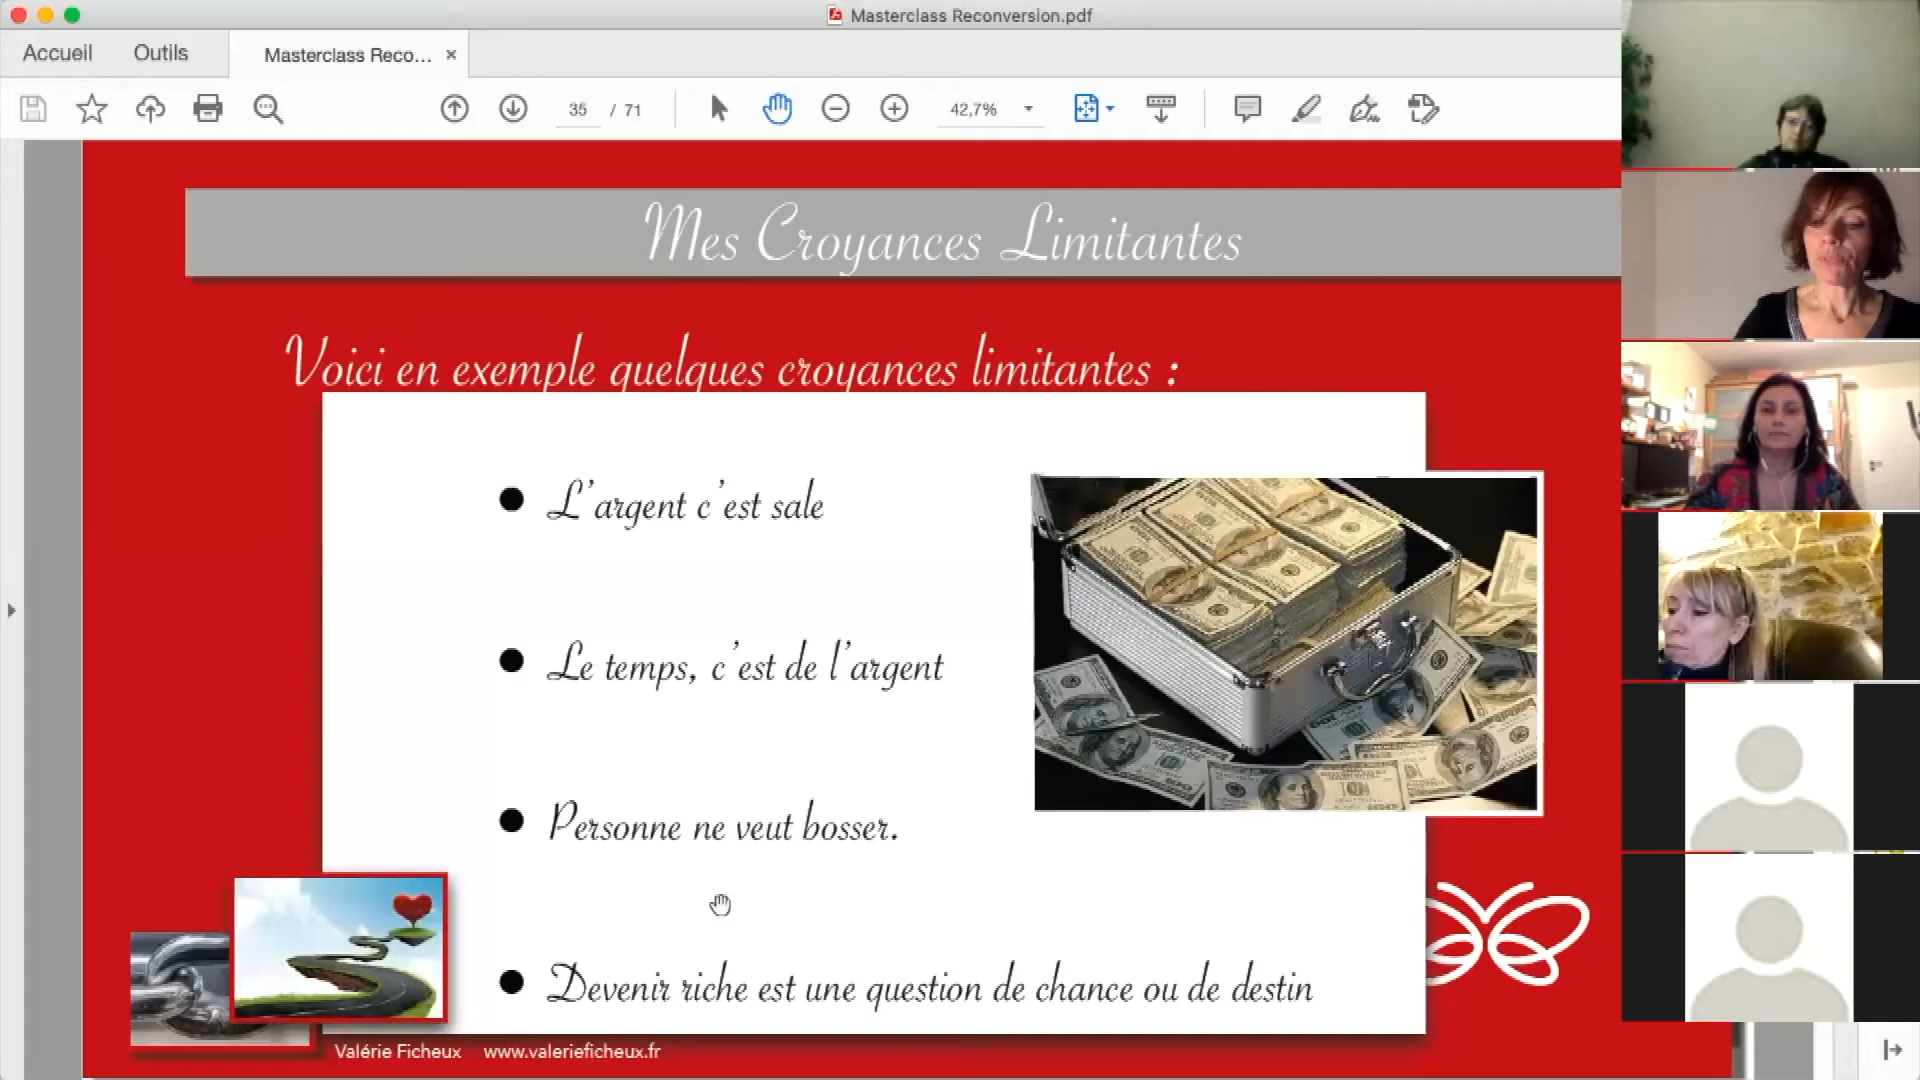 Masterclass Reconversion.pdf
Accueil
Outils
Masterclass Reco...
35 / 71
42,7%
Mes Croyances Limitantes
Voici en exemple quelques croyances limitantes :
L'argent c'est sale
Le temps, c'est de l'argent
Personne ne veut bosser.
Devenir riche est une question de chance ou de destin
Valérie Ficheux www.valerieficheux.fr